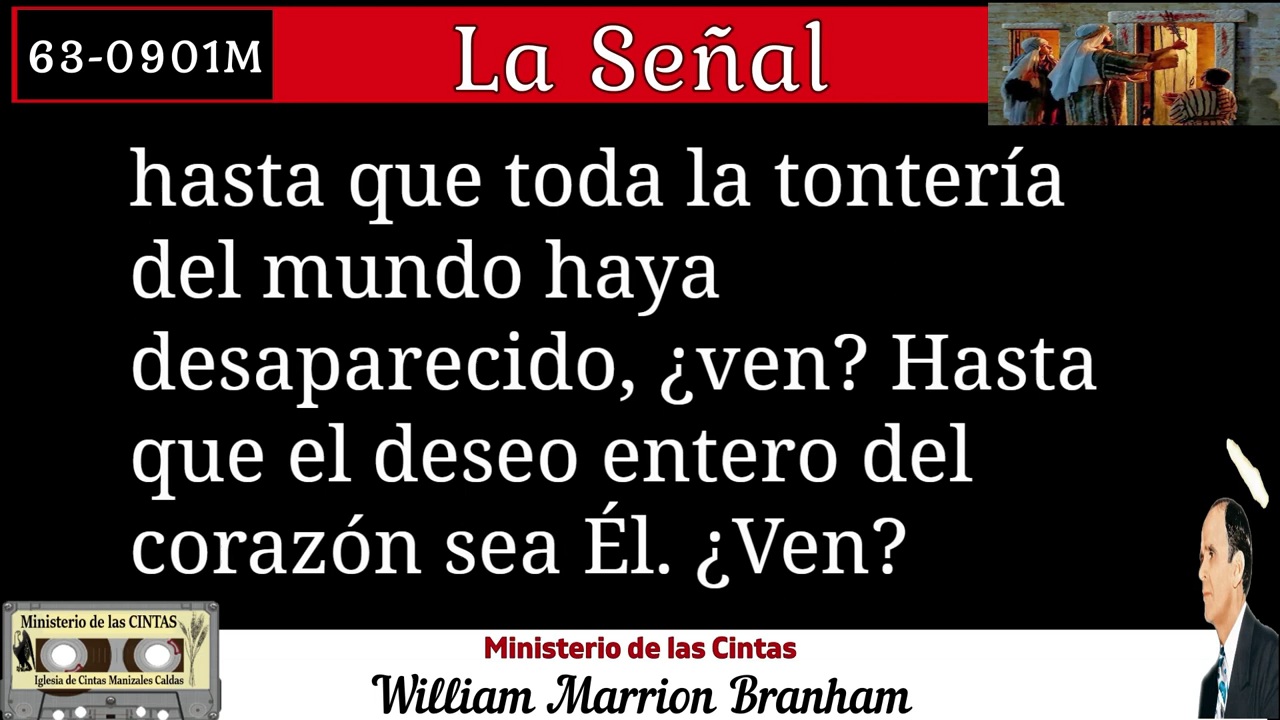 63-0901M
La Señal
hasta que toda la tontería
del mundo haya
desaparecido, ¿ven? Hasta
que el deseo entero del
corazón sea Él. ¿Ven?
Ministerio de las CINTAS
Iglesia de Cintas Manizales Caldas
Ministerio de las Cintas
William Marrion Branham